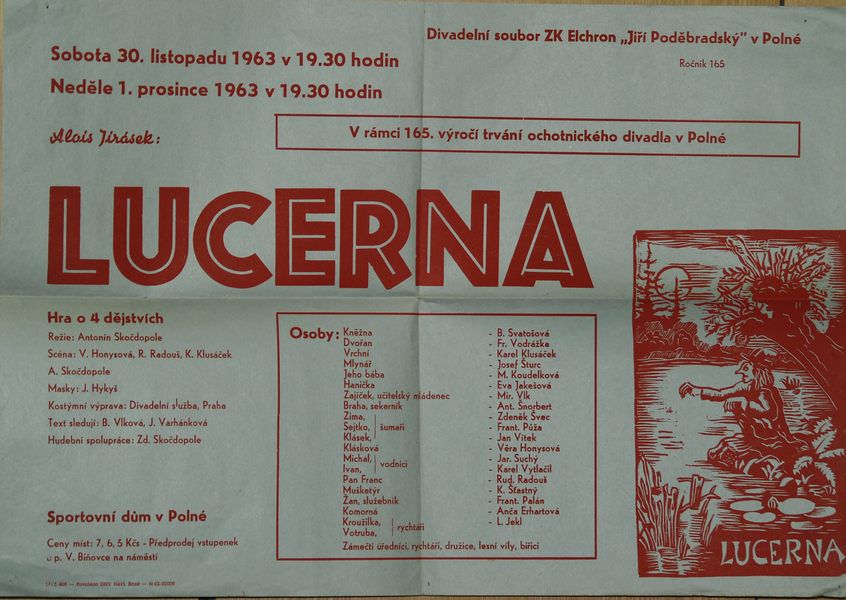 Sobota 30. listopadu 1963 v 19.30 hodin
Neděle 1. prosince 1963 v 19.30 hodin
Divadelní soubor ZK Elchron „Jiří Poděbradský" v Polné
Ročník 165
Alois Jirásek:
V rámci 165. výročí trvání ochotnického divadla v Polné
LUCERNA
Hra o 4 dějstvích
Režie: Antonín Skočdopole
Scéna: V. Honysová, R. Radouš, K. Klusáček
A. Skočdopole
Masky: J. Hykyš
Kostýmní výprava: Divadelní služba, Praha
Text sledují: B. Vlková, J. Varhánková
Hudební spolupráce: Zd. Skočdopole
Sportovní dům v Polné
Ceny míst: 7, 6, 5 Kčs - Předprodej vstupenek
u p. V. Biňovce na náměstí
Osoby: Kněžna - B. Svatošová
Dvořan - Fr. Vodrážka
Vrchní - Karel Klusáček
Mlynář - Josef Šturc
Jeho bába - M. Koudelková
Hanička - Eva Jakešová
Zajíček, učitelský mládenec - Mir. Vlk
Braha, sekerník - Ant. Šnorbert
Zima, - Zdeněk Švec
Sejtko, šumaři - Frant. Půža
Klásek, - Jan Vítek
Klásková - Věra Honysová
Michal, - Jar. Suchý
Ivan, vodníci - Karel Vytlačil
Pan Franc - Rud. Radouš
Mušketýr - K. Šťastný
Žan, služebník - Frant. Palán
Komorná - Anča Erhartová
Kroužilka, - L. Jekl
Votruba, rychtáři
Zámečtí úředníci, rychtáři, družice, lesní víly, biřici
LUCERNA